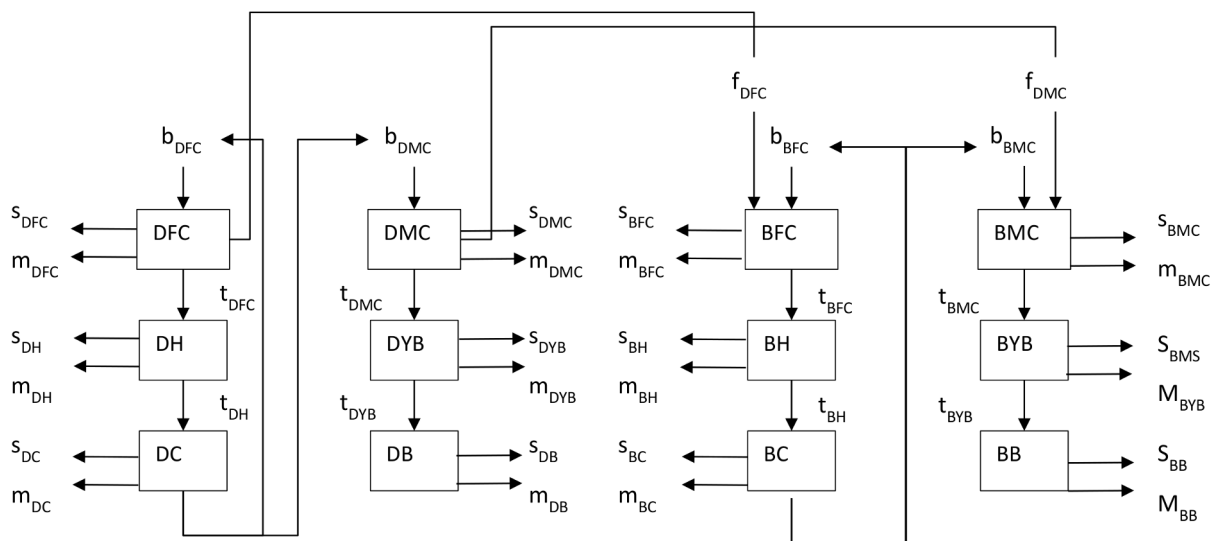 f_DFC f_DMC
b_DFC b_DMC b_BFC b_BMC
s_DFC DFC DMC s_DMC s_BFC BFC BMC s_BMC
m_DFC m_DMC m_BFC m_BMC
t_DFC t_DMC t_BFC t_BMC
s_DH DH DYB s_DYB s_BH BH BYB S_BMS
m_DH m_DYB m_BH M_BYB
t_DH t_DYB t_BH t_BYB
s_DC DC DB s_DB s_BC BC BB S_BB
m_DC m_DB m_BC M_BB